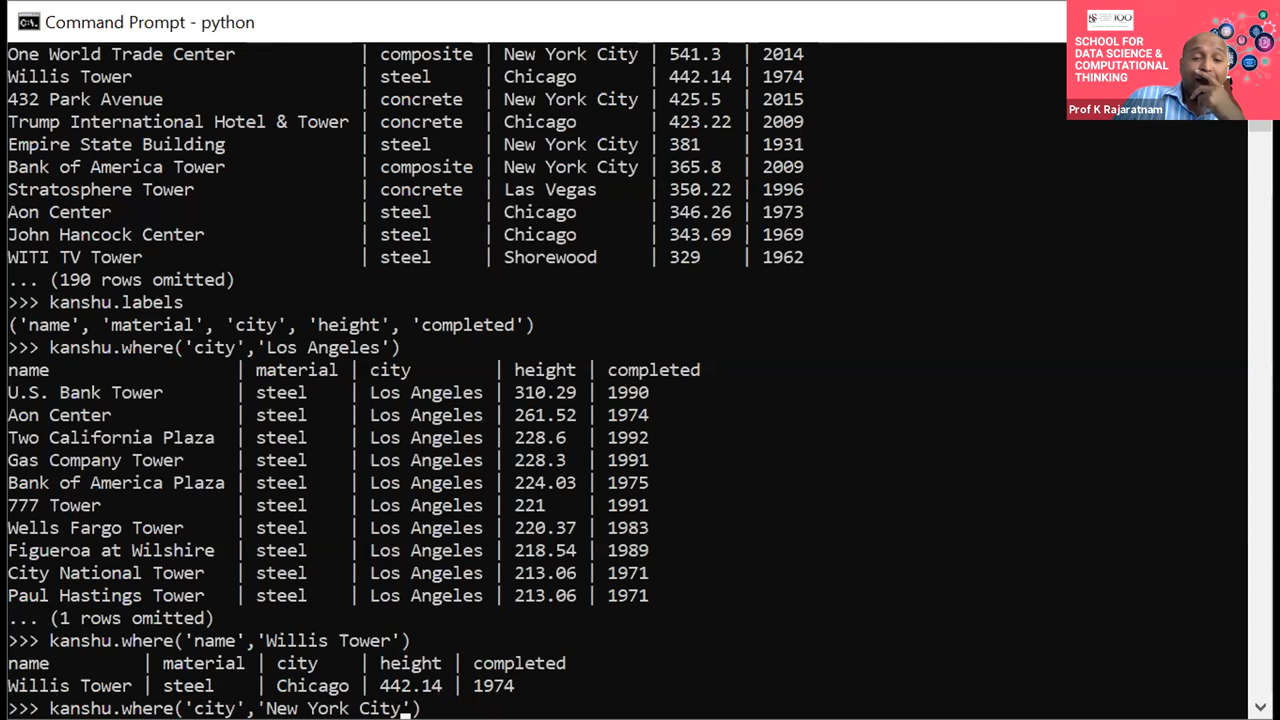 Command Prompt - python
One World Trade Center | composite | New York City | 541.3 | 2014
Willis Tower | steel | Chicago | 442.14 | 1974
432 Park Avenue | concrete | New York City | 425.5 | 2015
Trump International Hotel & Tower | concrete | Chicago | 423.22 | 2009
Empire State Building | steel | New York City | 381 | 1931
Bank of America Tower | composite | New York City | 365.8 | 2009
Stratosphere Tower | concrete | Las Vegas | 350.22 | 1996
Aon Center | steel | Chicago | 346.26 | 1973
John Hancock Center | steel | Chicago | 343.69 | 1969
WITI TV Tower | steel | Shorewood | 329 | 1962
... (190 rows omitted)
>>> kanshu.labels
('name', 'material', 'city', 'height', 'completed')
>>> kanshu.where('city','Los Angeles')
name | material | city | height | completed
U.S. Bank Tower | steel | Los Angeles | 310.29 | 1990
Aon Center | steel | Los Angeles | 261.52 | 1974
Two California Plaza | steel | Los Angeles | 228.6 | 1992
Gas Company Tower | steel | Los Angeles | 228.3 | 1991
Bank of America Plaza | steel | Los Angeles | 224.03 | 1975
777 Tower | steel | Los Angeles | 221 | 1991
Wells Fargo Tower | steel | Los Angeles | 220.37 | 1983
Figueroa at Wilshire | steel | Los Angeles | 218.54 | 1989
City National Tower | steel | Los Angeles | 213.06 | 1971
Paul Hastings Tower | steel | Los Angeles | 213.06 | 1971
... (1 rows omitted)
>>> kanshu.where('name','Willis Tower')
name | material | city | height | completed
Willis Tower | steel | Chicago | 442.14 | 1974
>>> kanshu.where('city','New York City')
100
SCHOOL FOR
DATA SCIENCE &
COMPUTATIONAL
THINKING
Prof K Rajaratnam